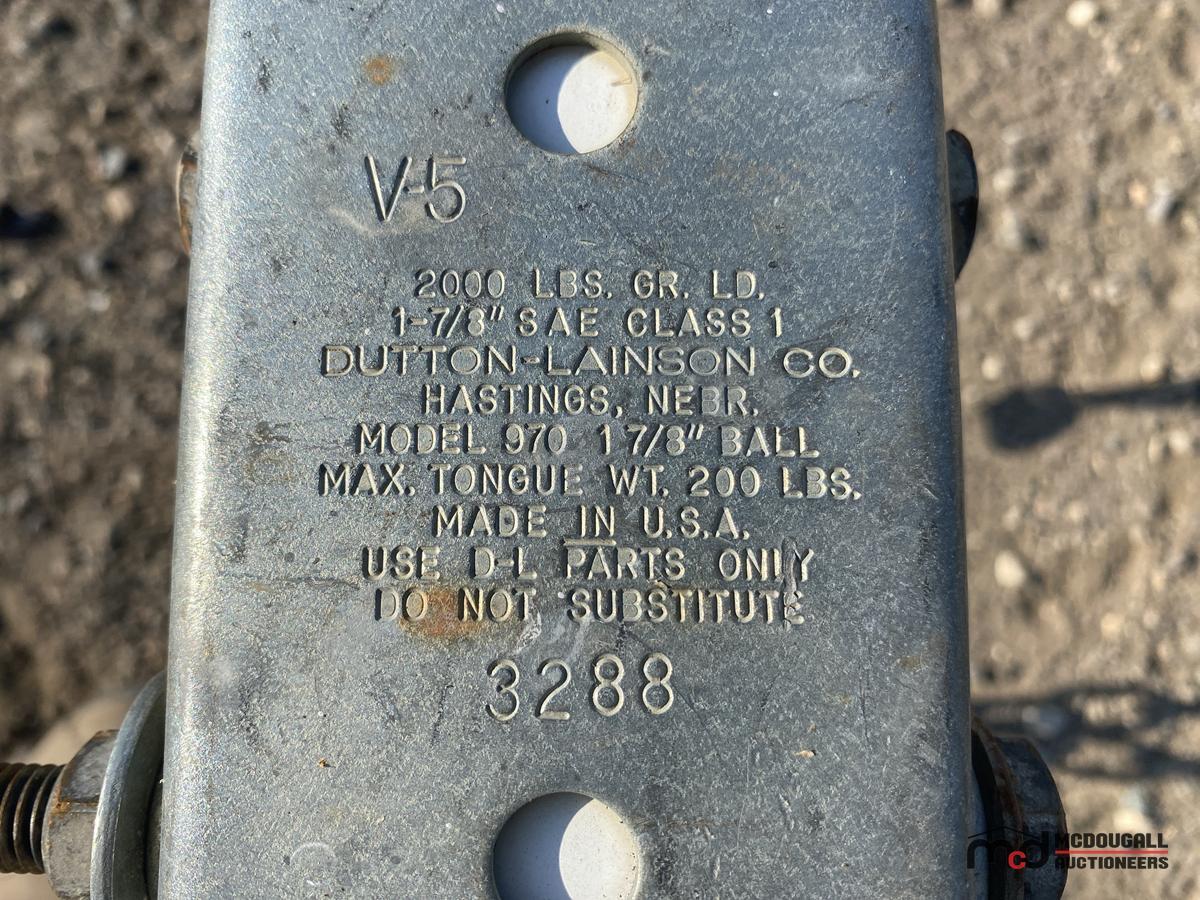 V-5
2000 LBS. GR. LD.
1-7/8" SAE CLASS 1
DUTTON-LAINSON CO.
HASTINGS, NEBR.
MODEL 970 1 7/8" BALL
MAX. TONGUE WT. 200 LBS.
MADE IN U.S.A.
USE D-L PARTS ONLY
DO NOT SUBSTITUTE
3288
mcd MCDOUGALL
AUCTIONEERS